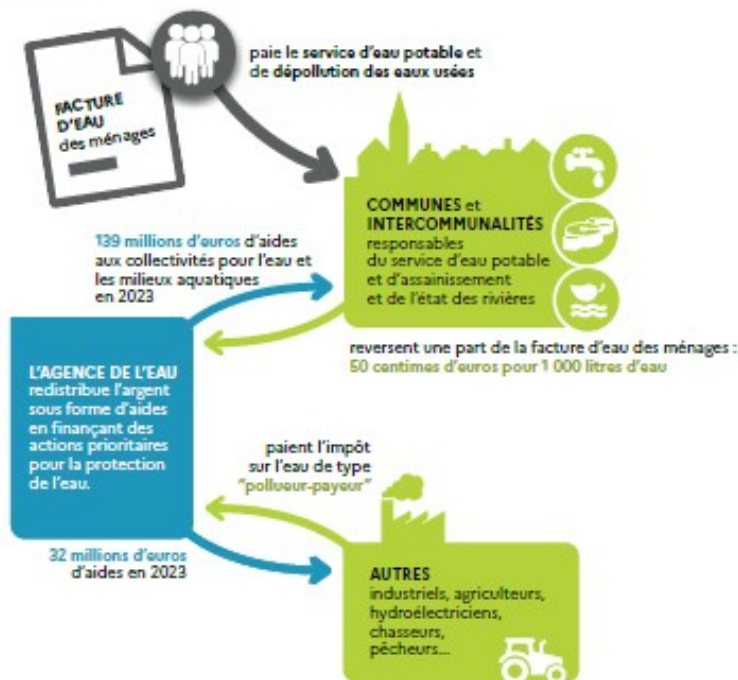 FACTURE
D'EAU
des ménages
paie le service d'eau potable et
de dépollution des eaux usées
COMMUNES et
INTERCOMMUNALITÉS
responsables
du service d'eau potable
et d'assainissement
et de l'état des rivières
139 millions d'euros d'aides
aux collectivités pour l'eau et
les milieux aquatiques
en 2023
reversent une part de la facture d'eau des ménages :
50 centimes d'euros pour 1 000 litres d'eau
L'AGENCE DE L'EAU
redistribue l'argent
sous forme d'aides
en finançant des
actions prioritaires
pour la protection
de l'eau.
paient l'impôt
sur l'eau de type
"pollueur-payeur"
32 millions d'euros
d'aides en 2023
AUTRES
industriels, agriculteurs,
hydroélectriciens,
chasseurs,
pêcheurs...